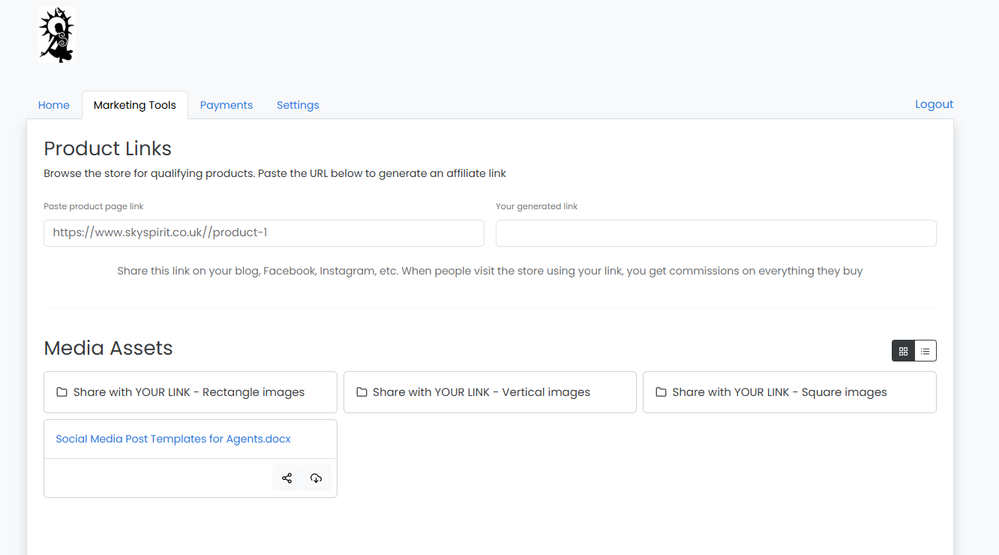 Home Marketing Tools Payments Settings Logout
Product Links
Browse the store for qualifying products. Paste the URL below to generate an affiliate link
Paste product page link Your generated link
https://www.skyspirit.co.uk//product-1
Share this link on your blog, Facebook, Instagram, etc. When people visit the store using your link, you get commissions on everything they buy
Media Assets
Share with YOUR LINK - Rectangle images Share with YOUR LINK - Vertical images Share with YOUR LINK - Square images
Social Media Post Templates for Agents.docx